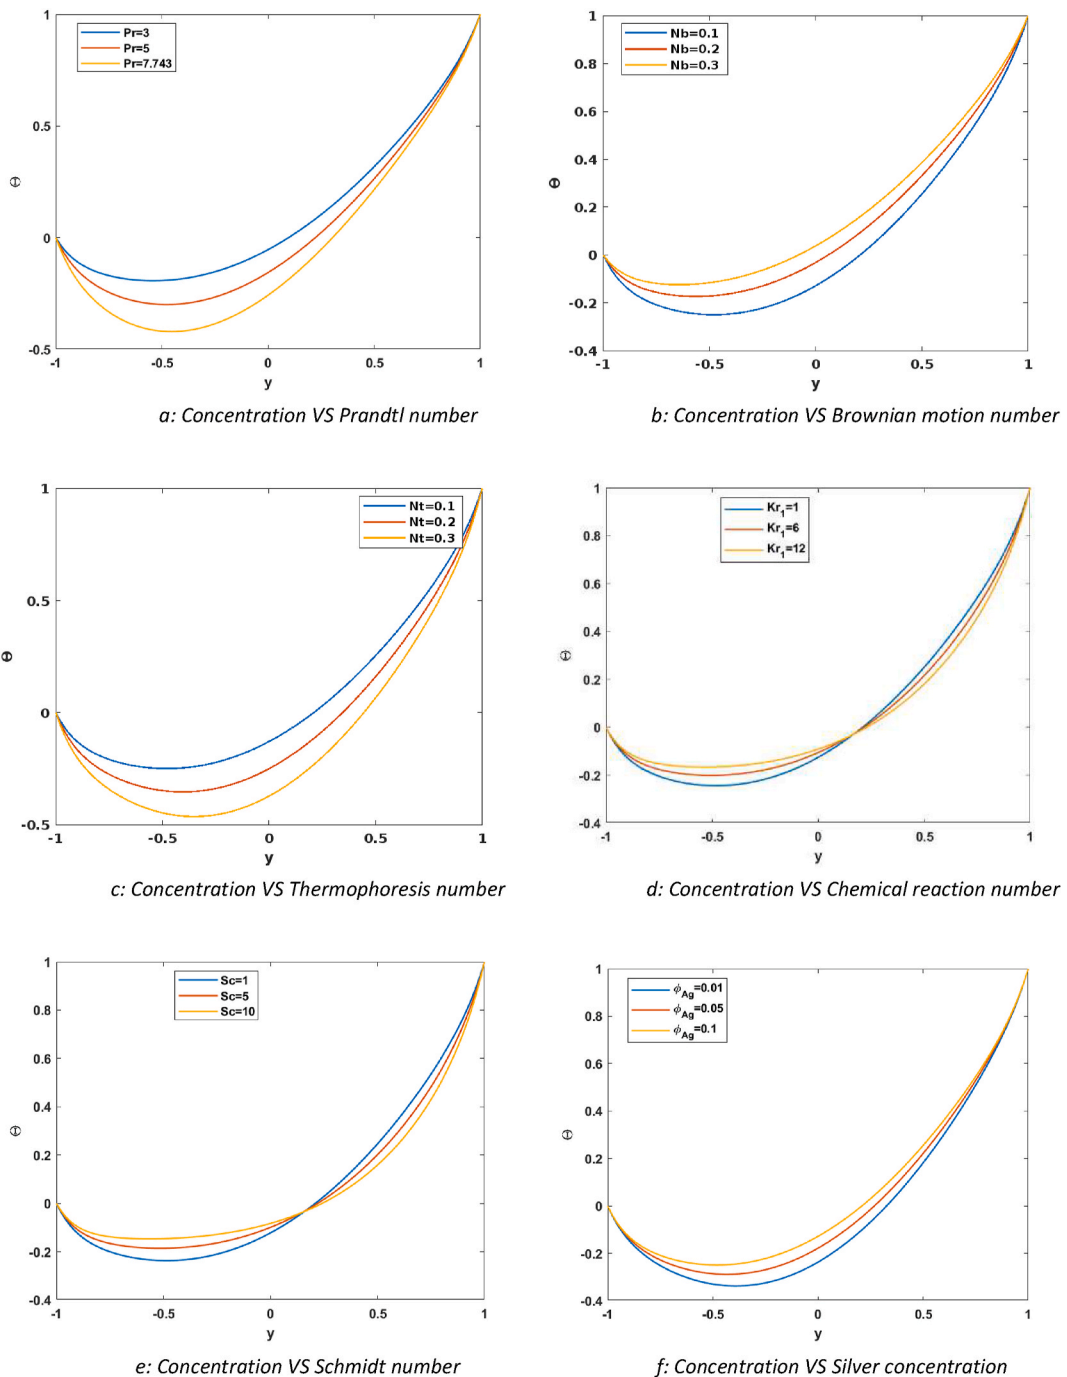 Pr=3
Pr=5
Pr=7.743
1
0.5
0
-0.5
-1
-0.5
0
0.5
1
Θ
y
a: Concentration VS Prandtl number
Nb=0.1
Nb=0.2
Nb=0.3
1
0.8
0.6
0.4
0.2
0
-0.2
-0.4
-1
-0.5
0
0.5
1
Θ
y
b: Concentration VS Brownian motion number
Nt=0.1
Nt=0.2
Nt=0.3
1
0.5
0
-0.5
-1
-0.5
0
0.5
1
Θ
y
c: Concentration VS Thermophoresis number
Kr₁=1
Kr₁=6
Kr₁=12
1
0.8
0.6
0.4
0.2
0
-0.2
-0.4
-1
-0.5
0
0.5
1
Θ
y
d: Concentration VS Chemical reaction number
Sc=1
Sc=5
Sc=10
1
0.8
0.6
0.4
0.2
0
-0.2
-0.4
-1
-0.5
0
0.5
1
Θ
y
e: Concentration VS Schmidt number
ϕAg=0.01
ϕAg=0.05
ϕAg=0.1
1
0.8
0.6
0.4
0.2
0
-0.2
-0.4
-1
-0.5
0
0.5
1
Θ
y
f: Concentration VS Silver concentration